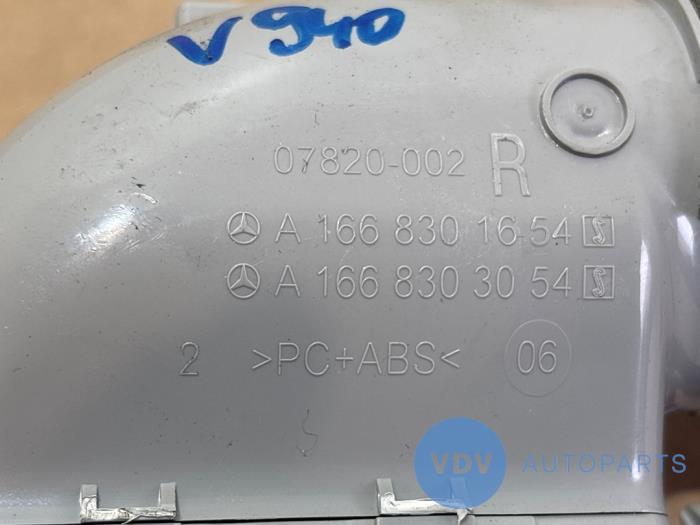 V940
07820-002 R
A 166 830 16 54 S
A 166 830 30 54 S
2 >PC+ABS< 06
VDV AUTOPARTS